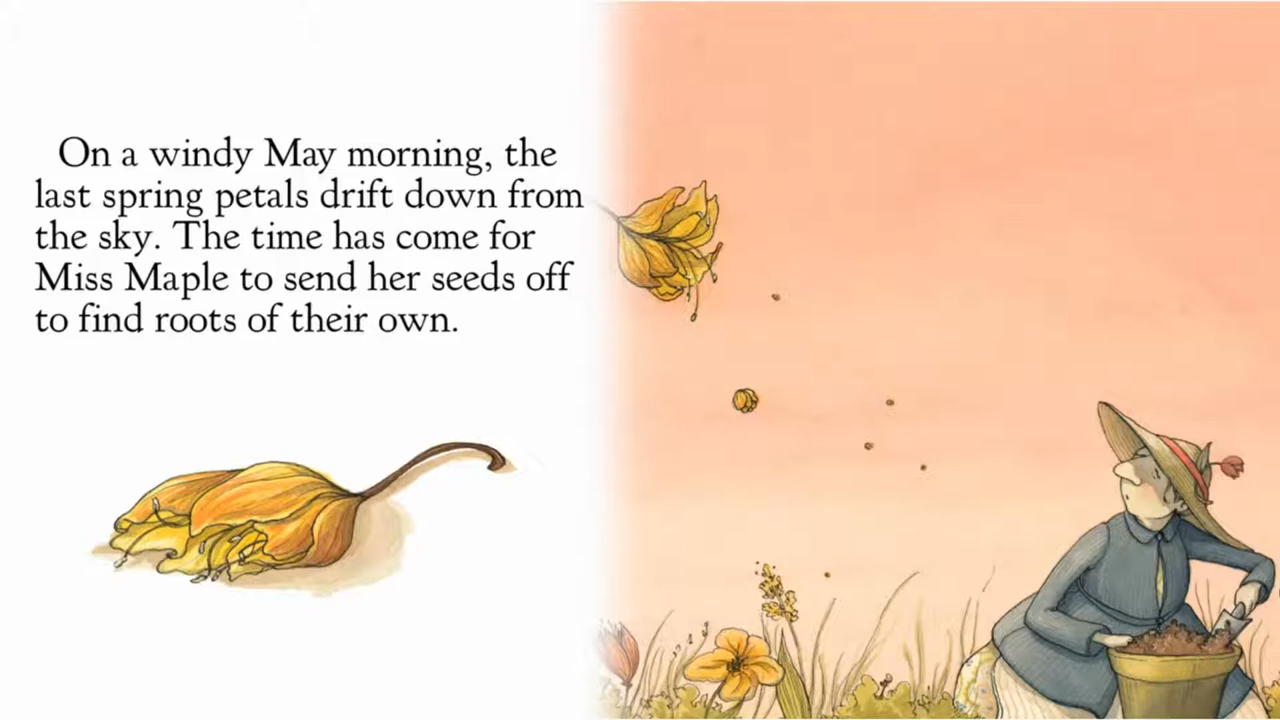 On a windy May morning, the
last spring petals drift down from
the sky. The time has come for
Miss Maple to send her seeds off
to find roots of their own.